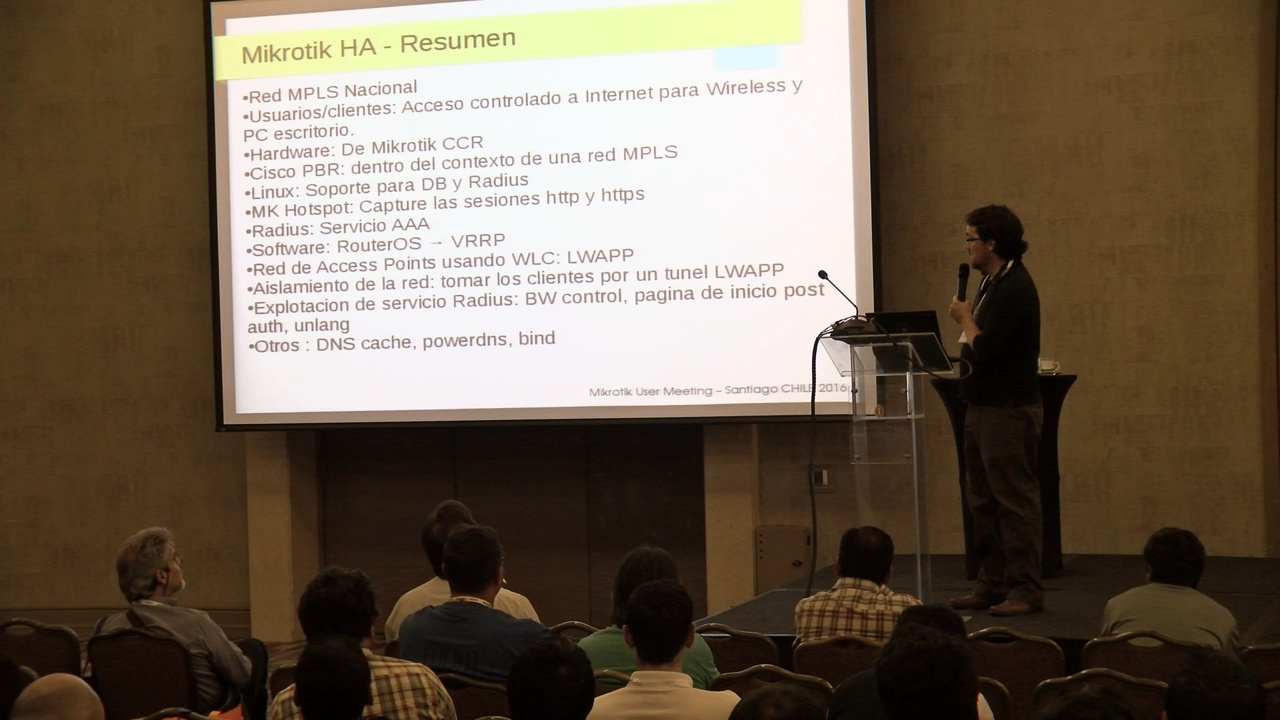 Mikrotik HA - Resumen
•Red MPLS Nacional
•Usuarios/clientes: Acceso controlado a Internet para Wireless y
PC escritorio.
•Hardware: De Mikrotik CCR
•Cisco PBR: dentro del contexto de una red MPLS
•Linux: Soporte para DB y Radius
•MK Hotspot: Capture las sesiones http y https
•Radius: Servicio AAA
•Software: RouterOS → VRRP
•Red de Access Points usando WLC: LWAPP
•Aislamiento de la red: tomar los clientes por un tunel LWAPP
•Explotacion de servicio Radius: BW control, pagina de inicio post
auth, unlang
•Otros : DNS cache, powerdns, bind
Mikrotik User Meeting – Santiago CHILE 2016